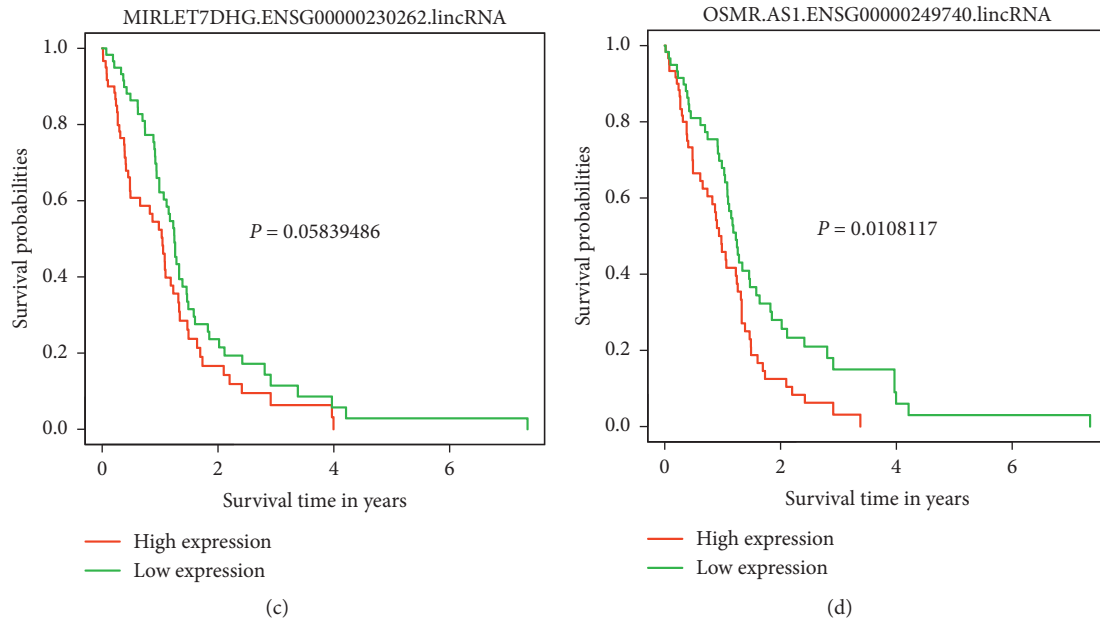 MIRLET7DHG.ENSG00000230262.lincRNA
1.0
0.8
0.6
0.4
0.2
0.0
Survival probabilities
P = 0.05839486
0 2 4 6
Survival time in years
High expression
Low expression
(c)
OSMR.AS1.ENSG00000249740.lincRNA
1.0
0.8
0.6
0.4
0.2
0.0
Survival probabilities
P = 0.0108117
0 2 4 6
Survival time in years
High expression
Low expression
(d)